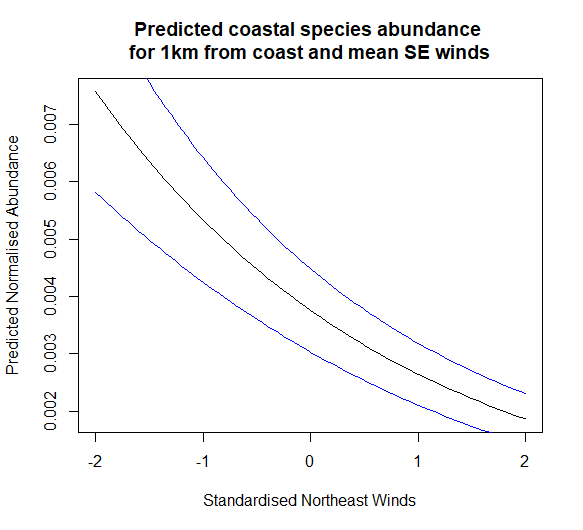 Predicted coastal species abundance
for 1km from coast and mean SE winds
Predicted Normalised Abundance
0.007
0.006
0.005
0.004
0.003
0.002
-2
-1
0
1
2
Standardised Northeast Winds